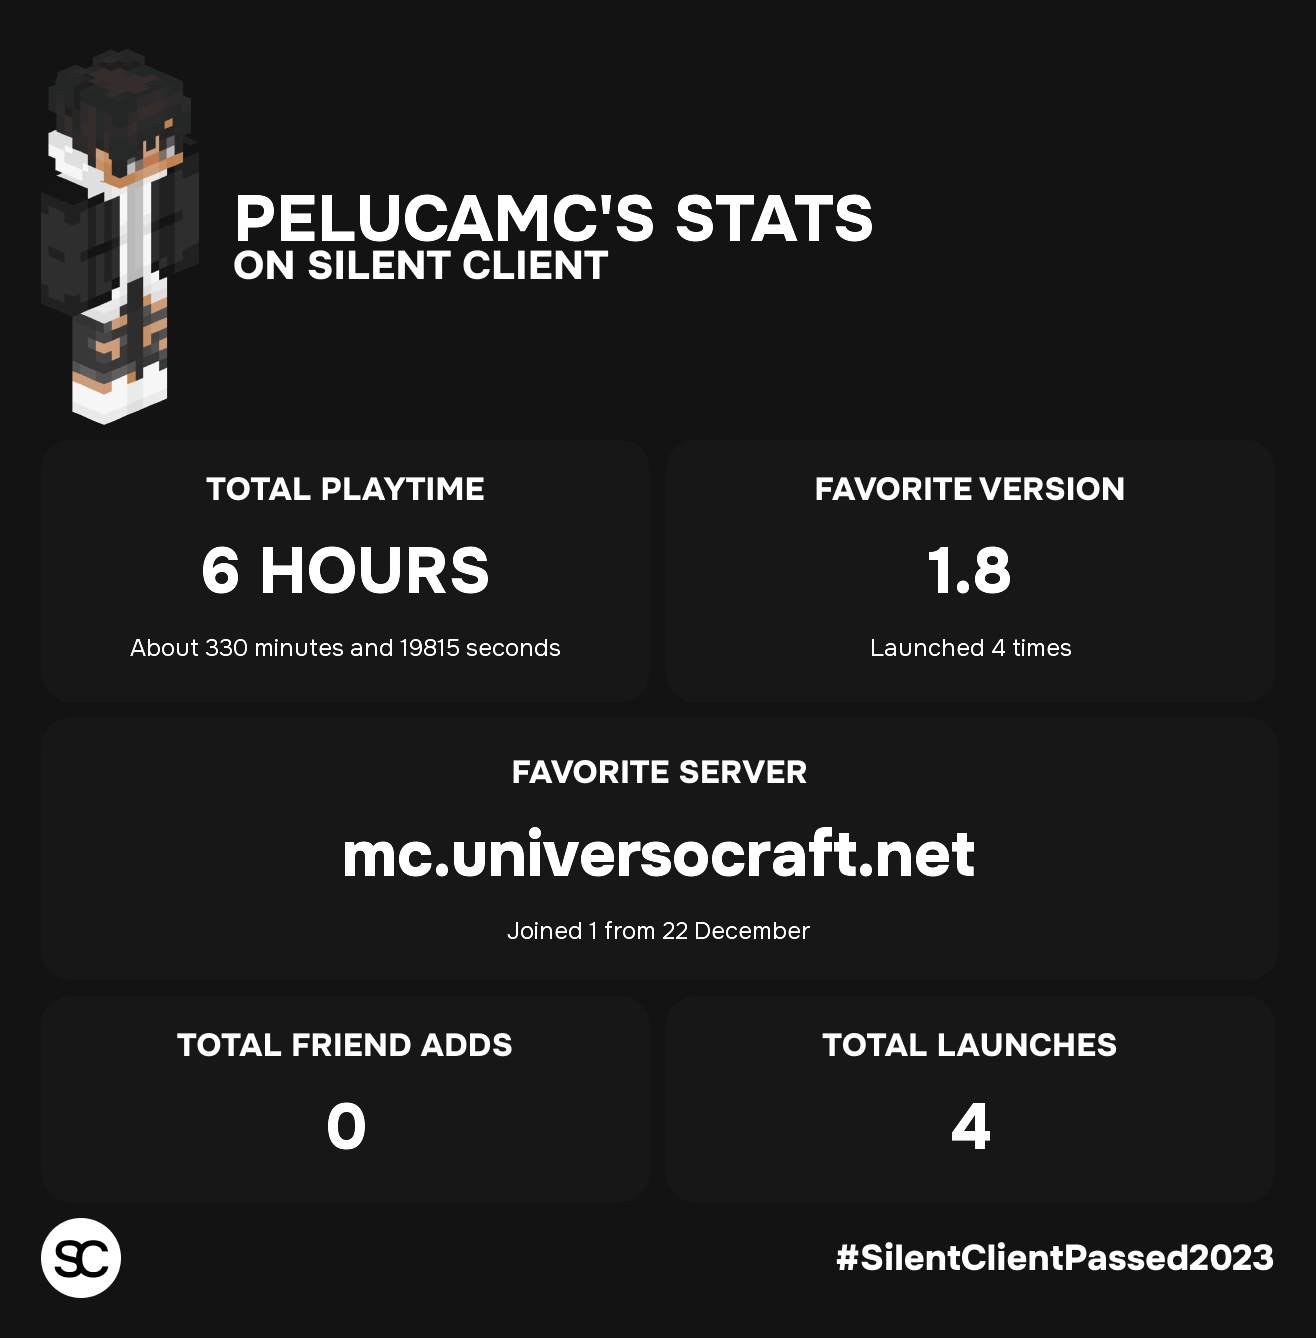 PELUCAMC'S STATS
ON SILENT CLIENT
TOTAL PLAYTIME
6 HOURS
About 330 minutes and 19815 seconds
FAVORITE VERSION
1.8
Launched 4 times
FAVORITE SERVER
mc.universocraft.net
Joined 1 from 22 December
TOTAL FRIEND ADDS
0
TOTAL LAUNCHES
4
SC
#SilentClientPassed2023